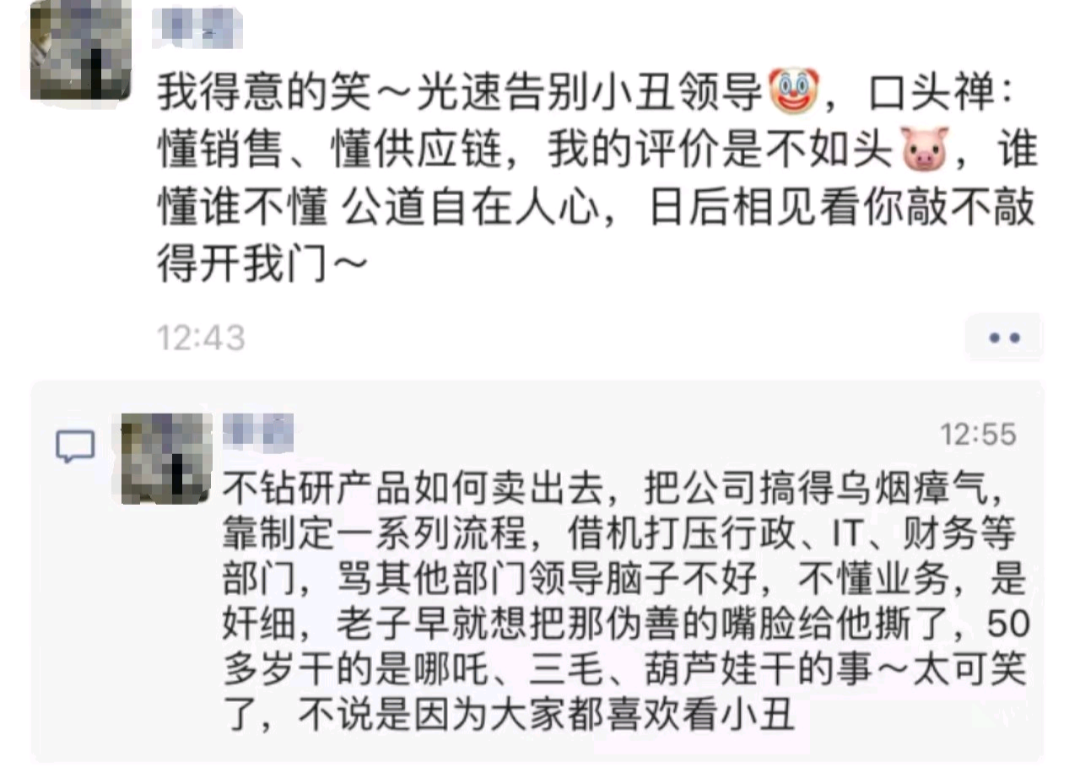 我得意的笑～光速告别小丑领导🤡，口头禅：
懂销售、懂供应链，我的评价是不如头🐷，谁
懂谁不懂 公道自在人心，日后相见看你敲不敲
得开我门～
12:43
12:55
不钻研产品如何卖出去，把公司搞得乌烟瘴气，
靠制定一系列流程，借机打压行政、IT、财务等
部门，骂其他部门领导脑子不好，不懂业务，是
奸细，老子早就想把那伪善的嘴脸给他撕了，50
多岁干的是哪吒、三毛、葫芦娃干的事～太可笑
了，不说是因为大家都喜欢看小丑